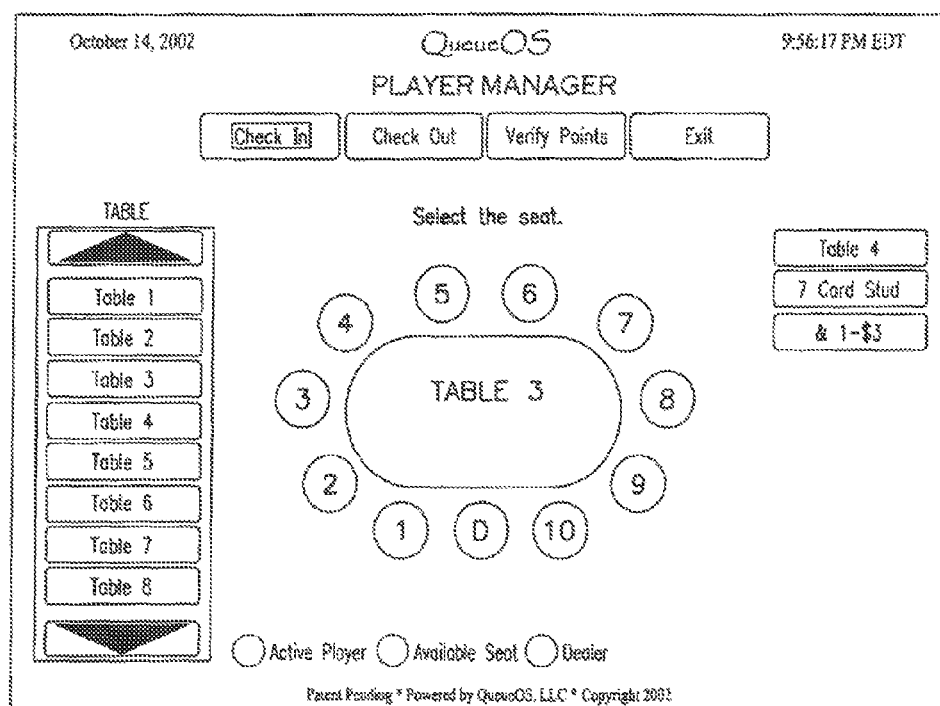 October 14, 2002
QueueOS
9:56:17 PM EDT
PLAYER MANAGER
Check In
Check Out
Verify Points
Exit
TABLE
Select the seat.
Table 1
Table 2
Table 3
Table 4
Table 5
Table 6
Table 7
Table 8
5
6
4
7
3
TABLE 3
8
2
9
1
D
10
Table 4
7 Card Stud
& 1-$3
Active Player
Available Seat
Dealer
Patent Pending * Powered by QueueOS, LLC * Copyright 2002